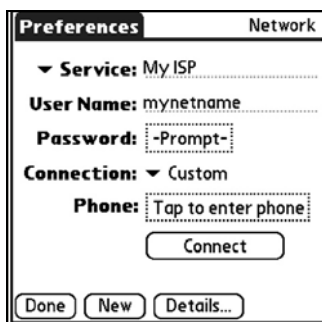 Preferences Network
Service: My ISP
User Name: mynetname
Password: -Prompt-
Connection: Custom
Phone: Tap to enter phone
Connect
Done New Details...